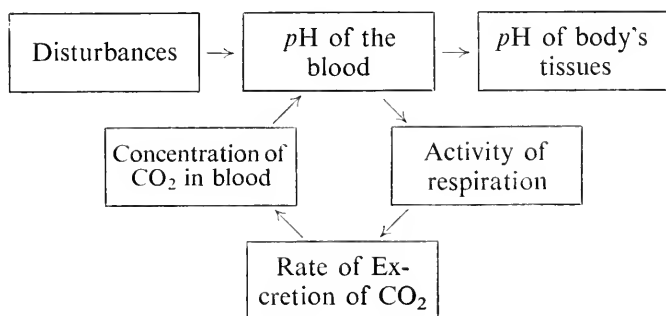 Disturbances
pH of the
blood
pH of body's
tissues
Concentration of
CO₂ in blood
Activity of
respiration
Rate of Ex-
cretion of CO₂